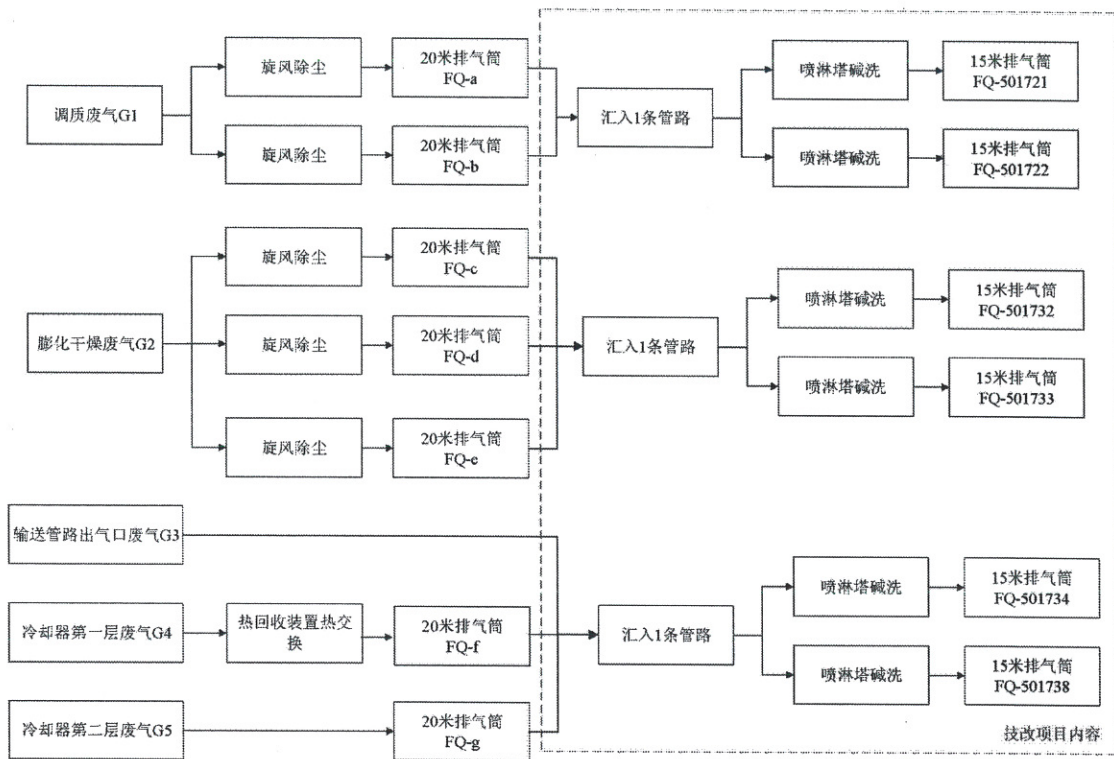 调质废气G1
旋风除尘
20米排气筒
FQ-a
旋风除尘
20米排气筒
FQ-b
汇入1条管路
喷淋塔碱洗
15米排气筒
FQ-501721
喷淋塔碱洗
15米排气筒
FQ-501722
膨化干燥废气G2
旋风除尘
20米排气筒
FQ-c
旋风除尘
20米排气筒
FQ-d
旋风除尘
20米排气筒
FQ-e
汇入1条管路
喷淋塔碱洗
15米排气筒
FQ-501732
喷淋塔碱洗
15米排气筒
FQ-501733
输送管路出气口废气G3
冷却器第一层废气G4
热回收装置热交
换
20米排气筒
FQ-f
冷却器第二层废气G5
20米排气筒
FQ-g
汇入1条管路
喷淋塔碱洗
15米排气筒
FQ-501734
喷淋塔碱洗
15米排气筒
FQ-501738
技改项目内容